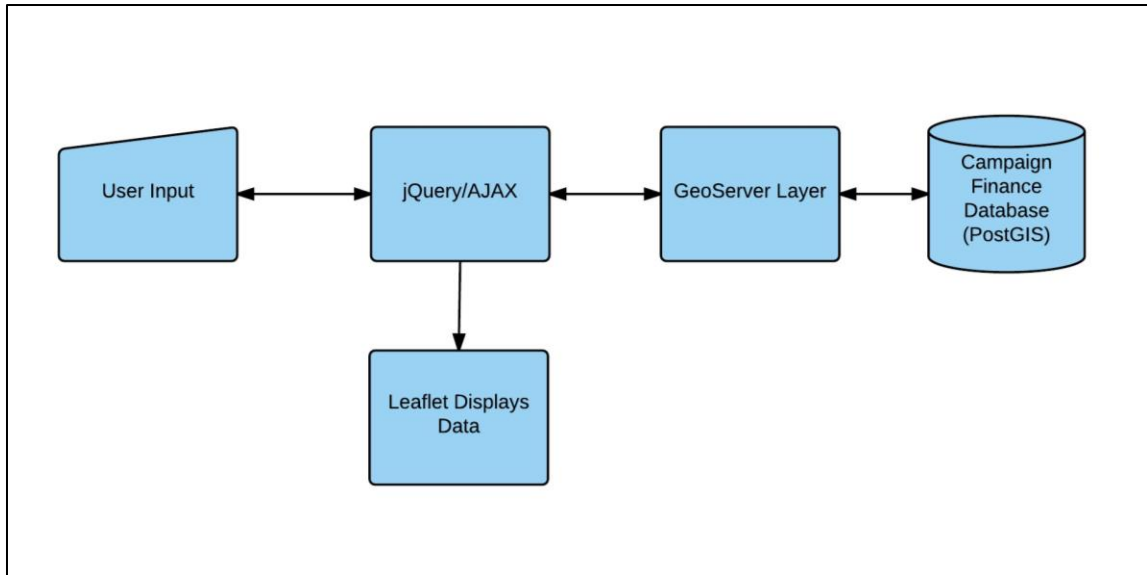 User Input
jQuery/AJAX
GeoServer Layer
Campaign
Finance
Database
(PostGIS)
Leaflet Displays
Data